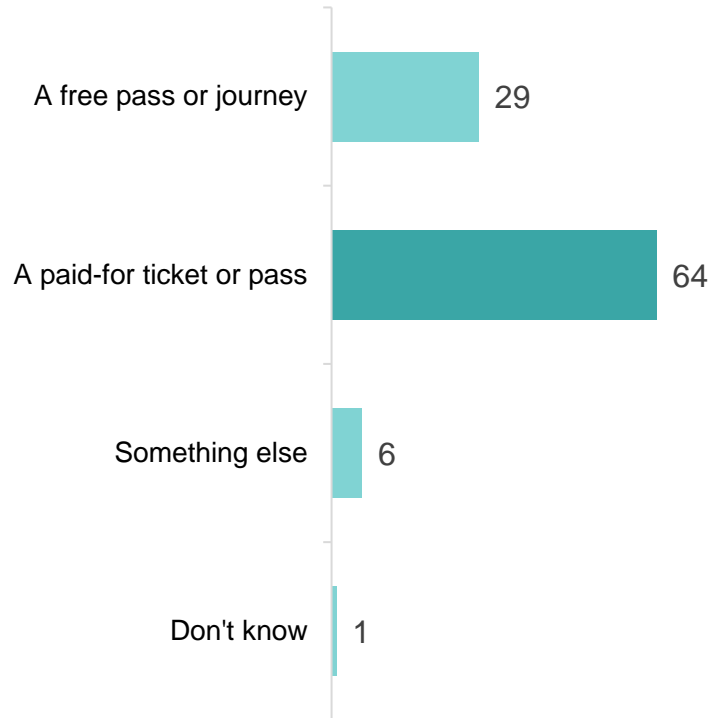 A free pass or journey 29
A paid-for ticket or pass 64
Something else 6
Don't know 1